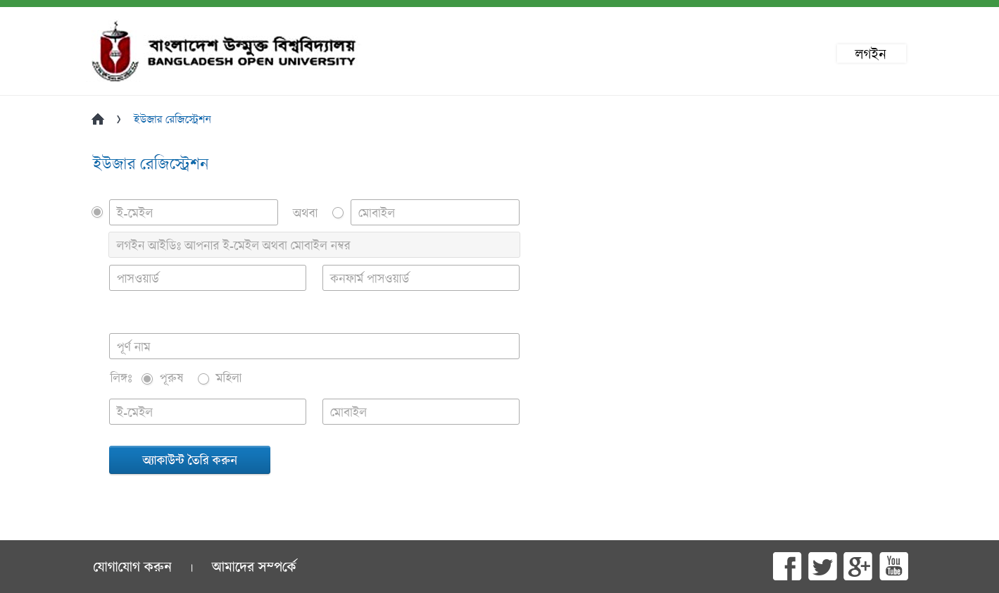 বাংলাদেশ উন্মুক্ত বিশ্ববিদ্যালয়
BANGLADESH OPEN UNIVERSITY
লগইন
ইউজার রেজিস্ট্রেশন
ইউজার রেজিস্ট্রেশন
ই-মেইল অথবা মোবাইল
লগইন আইডিঃ আপনার ই-মেইল অথবা মোবাইল নম্বর
পাসওয়ার্ড কনফার্ম পাসওয়ার্ড
পূর্ণ নাম
লিঙ্গঃ পূরুষ মহিলা
ই-মেইল মোবাইল
অ্যাকাউন্ট তৈরি করুন
যোগাযোগ করুন | আমাদের সম্পর্কে
You
Tube